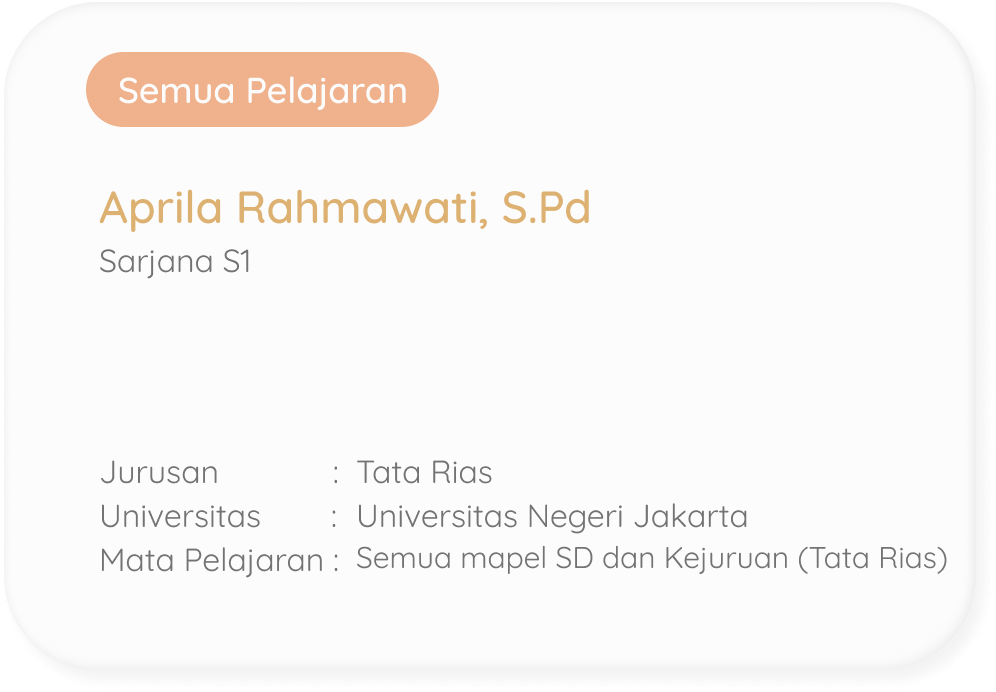 Semua Pelajaran
Aprila Rahmawati, S.Pd
Sarjana S1
Jurusan : Tata Rias
Universitas : Universitas Negeri Jakarta
Mata Pelajaran : Semua mapel SD dan Kejuruan (Tata Rias)